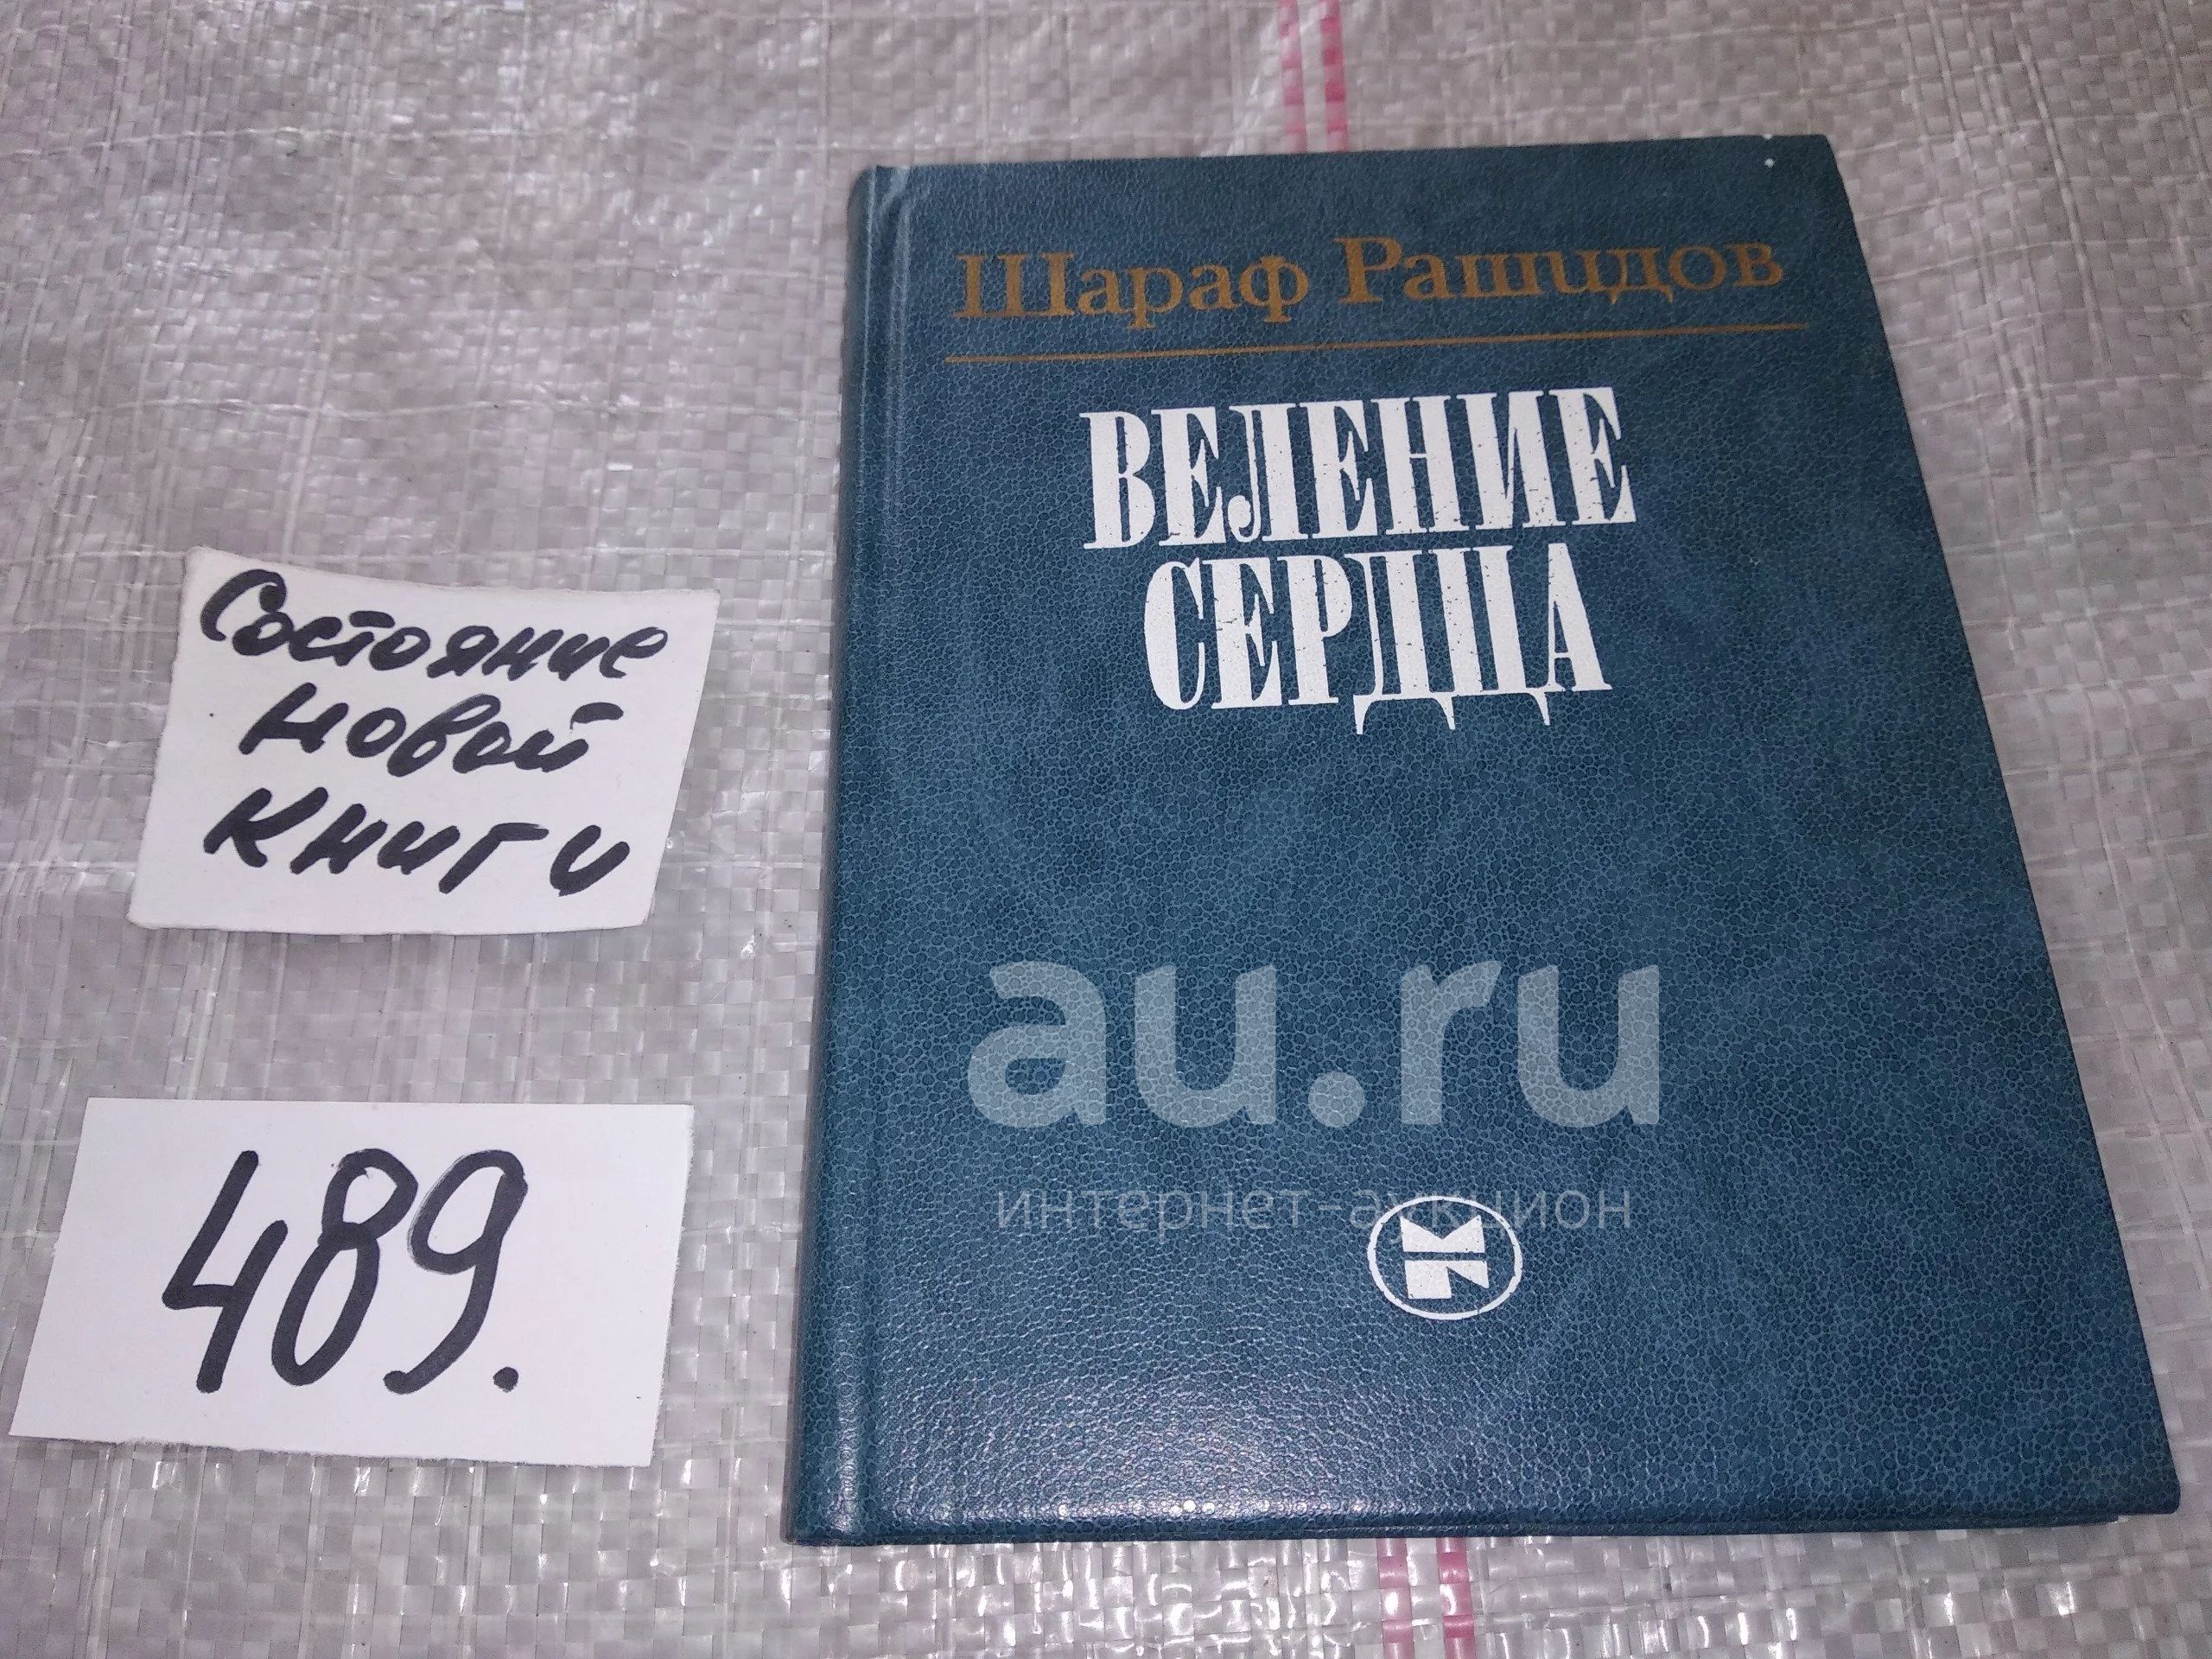 Шараф Рашидов
ВЕЛЕНИЕ
СЕРДЦА
Состояние
новой
книги
489.
au.ru
интернет-аукцион